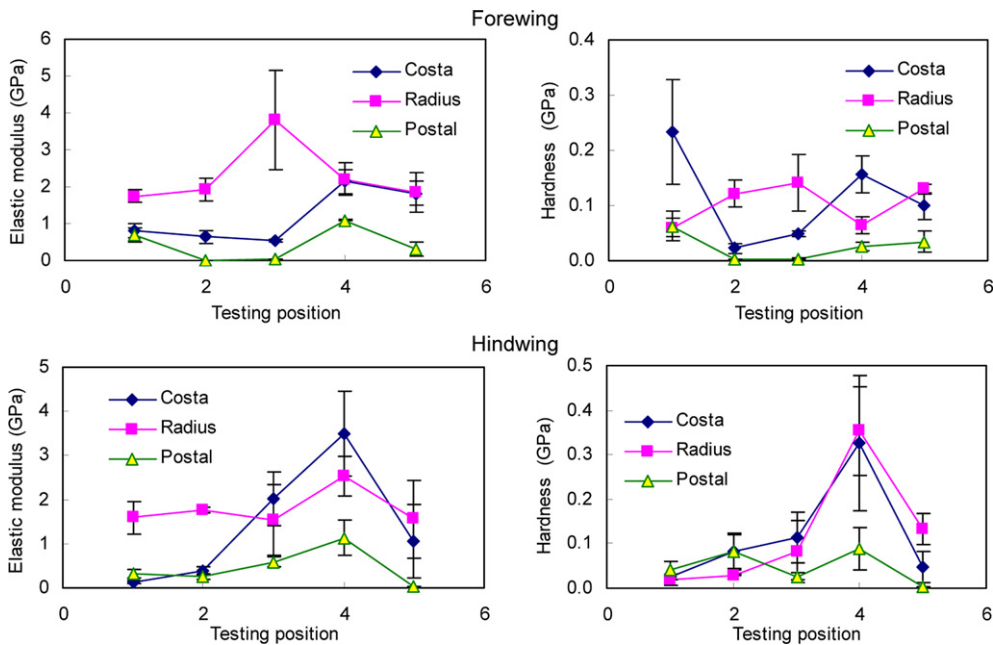 Forewing
Elastic modulus (GPa)
6
5
4
3
2
1
0
0 2 4 6
Testing position
Costa
Radius
Postal
Hardness (GPa)
0.4
0.3
0.2
0.1
0.0
0 2 4 6
Testing position
Costa
Radius
Postal
Hindwing
Elastic modulus (GPa)
5
4
3
2
1
0
0 2 4 6
Testing position
Costa
Radius
Postal
Hardness (GPa)
0.5
0.4
0.3
0.2
0.1
0.0
0 2 4 6
Testing position
Costa
Radius
Postal